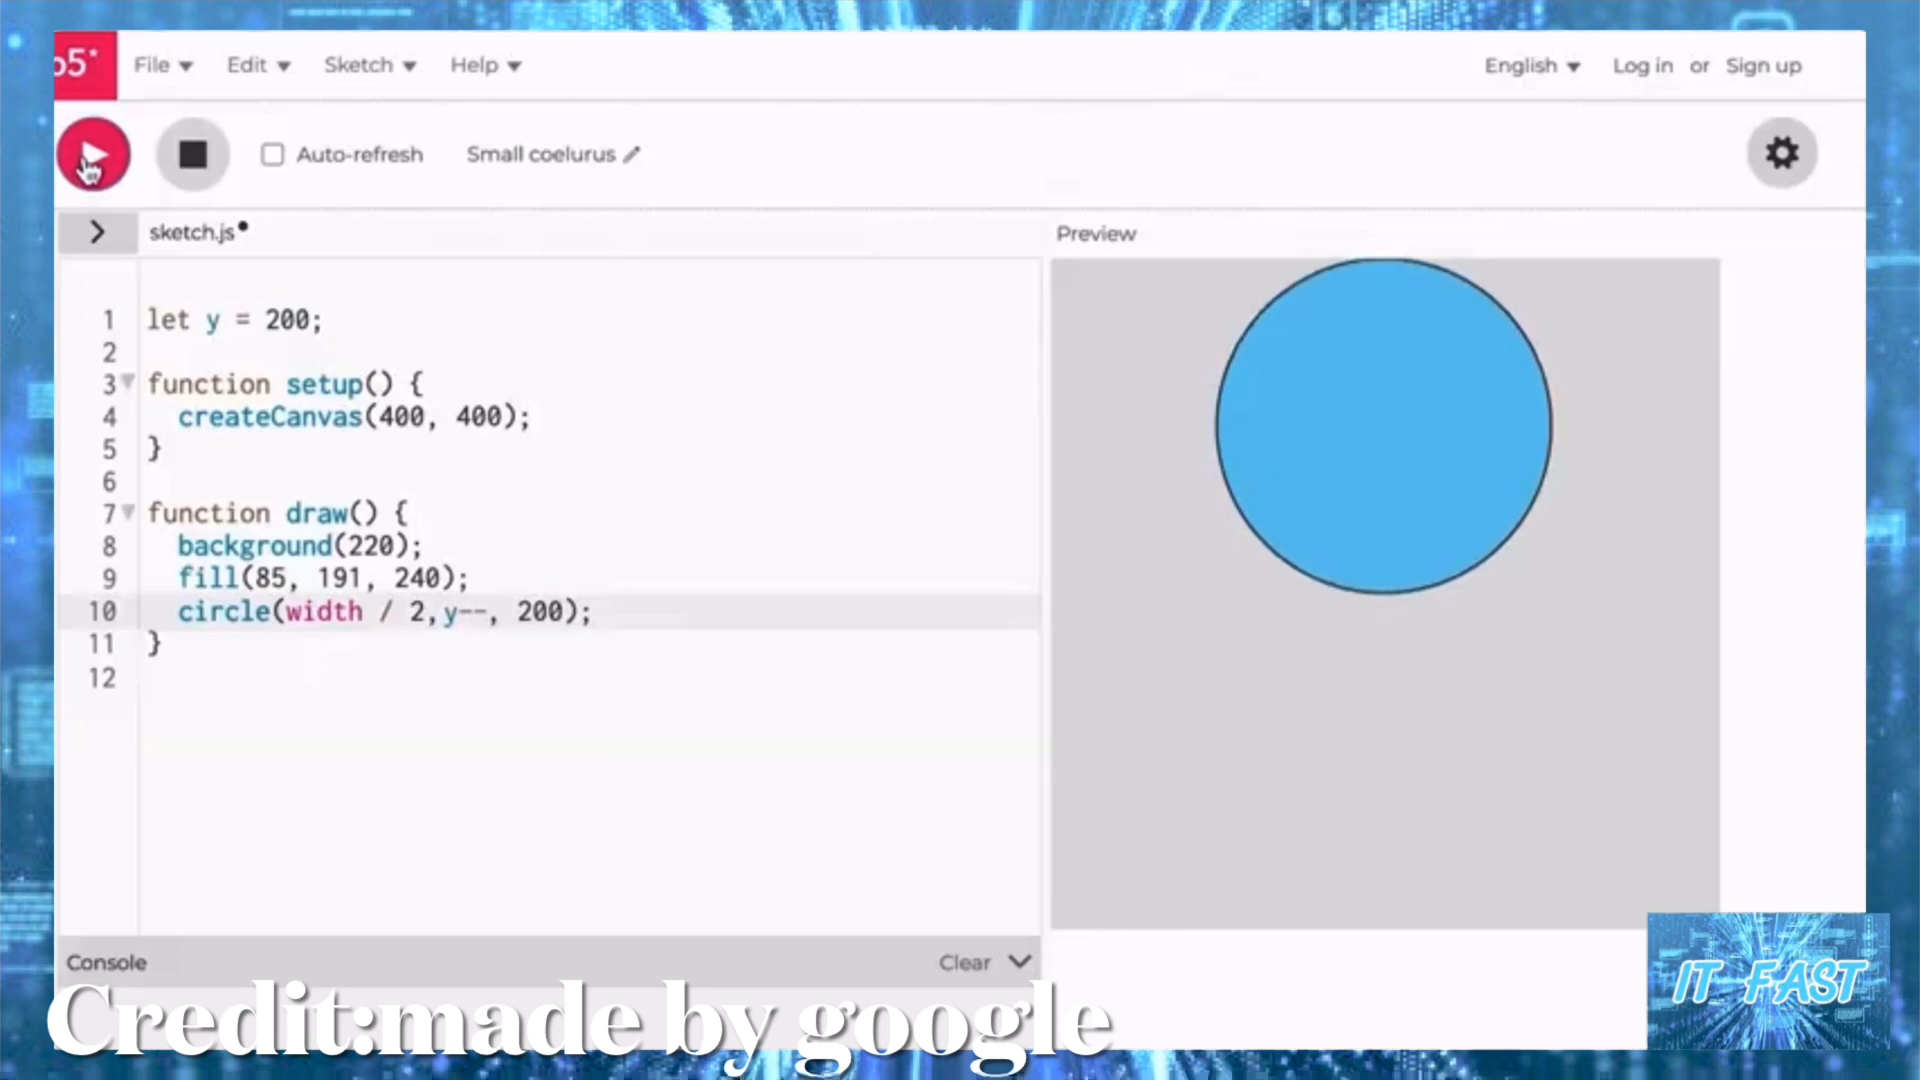 p5*
File Edit Sketch Help English Log in or Sign up
Auto-refresh Small coelurus
sketch.js Preview
1 let y = 200;
2
3 function setup() {
4 createCanvas(400, 400);
5 }
6
7 function draw() {
8 background(220);
9 fill(85, 191, 240);
10 circle(width / 2,y--, 200);
11 }
12
Console Clear
Credit:made by google
IT FAST